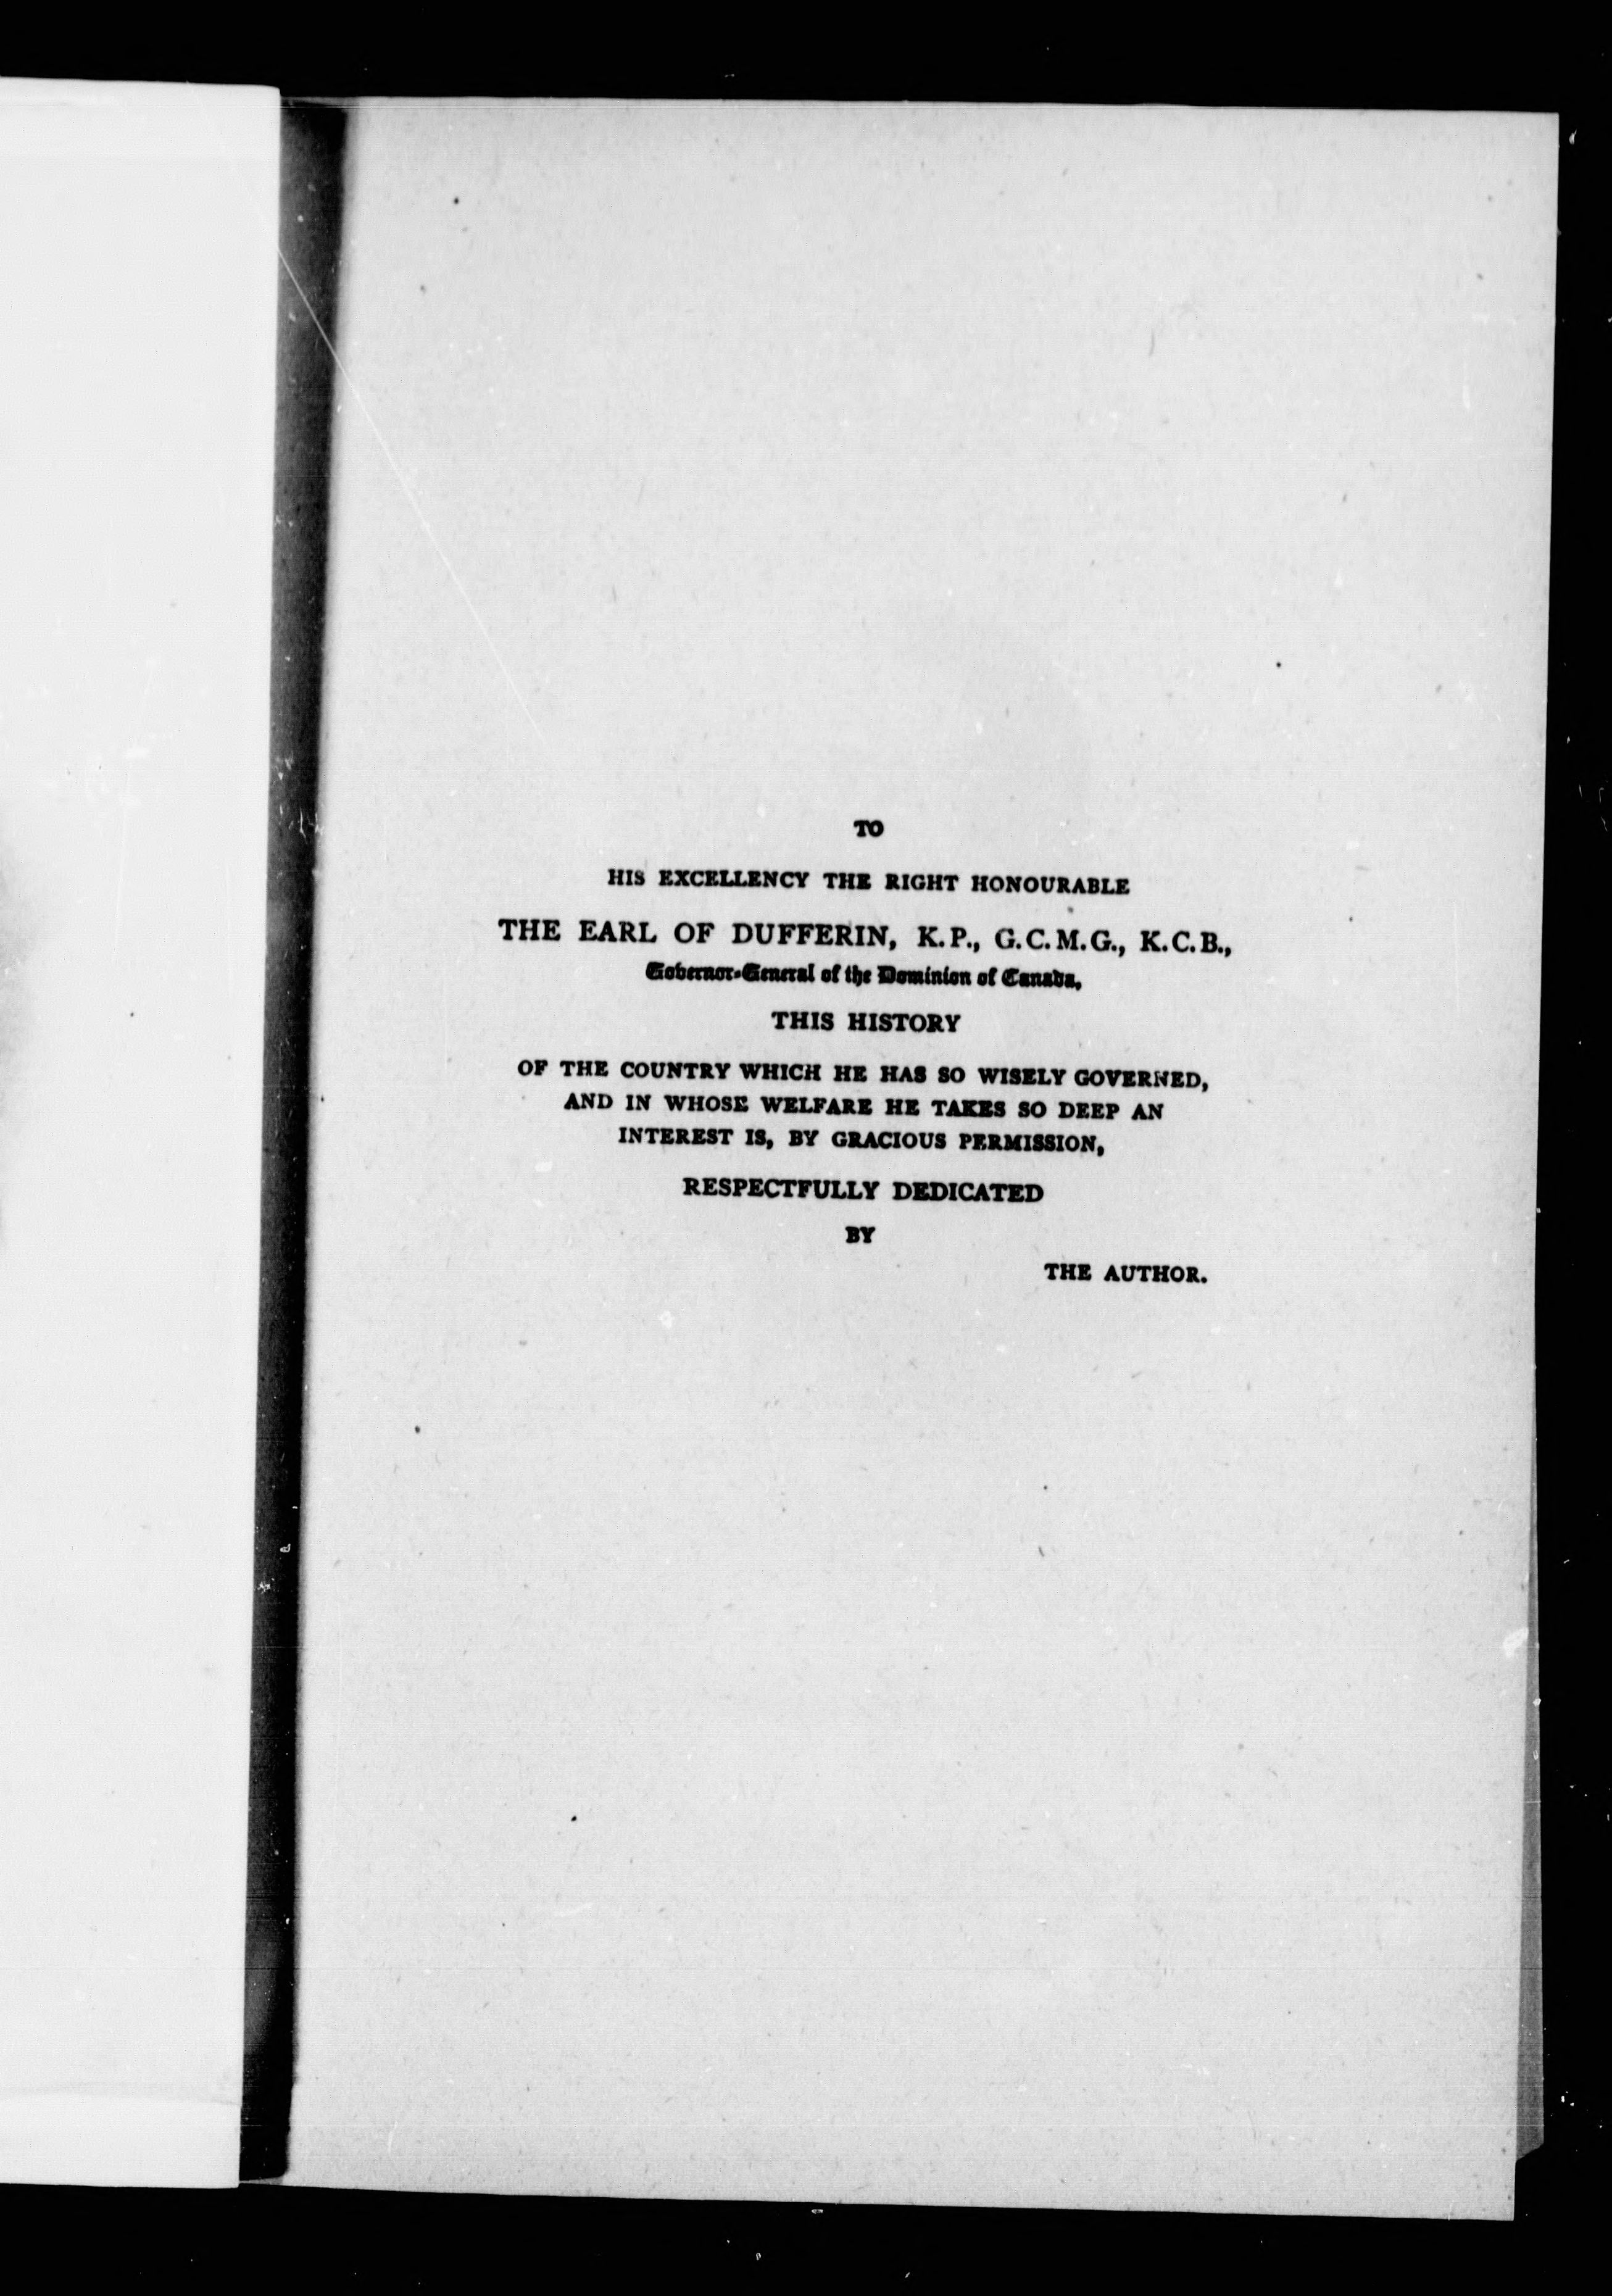 TO
HIS EXCELLENCY THE RIGHT HONOURABLE
THE EARL OF DUFFERIN, K.P., G.C.M.G., K.C.B.,
Governor-General of the Dominion of Canada,
THIS HISTORY
OF THE COUNTRY WHICH HE HAS SO WISELY GOVERNED,
AND IN WHOSE WELFARE HE TAKES SO DEEP AN
INTEREST IS, BY GRACIOUS PERMISSION,
RESPECTFULLY DEDICATED
BY
THE AUTHOR.